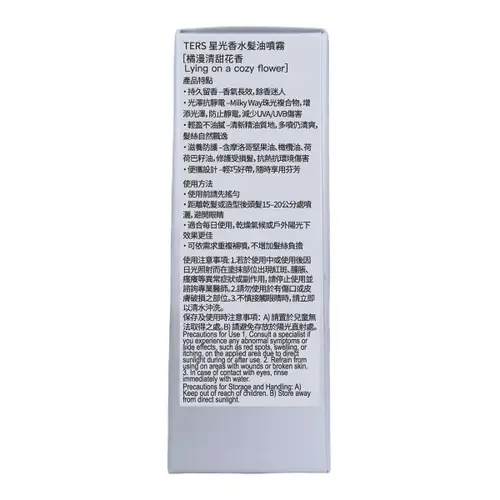 TERS 星光香水髮油噴霧
[橘漫清甜花香
Lying on a cozy flower]
產品特點
•持久留香–香氣長效，餘香迷人
•光澤抗靜電–Milky Way珠光複合物，增
添光澤，防止靜電，減少UVA/UVB傷害
•輕盈不油膩–清新精油質地，多噴仍清爽，
髮絲自然飄逸
•滋養防護–含摩洛哥堅果油、橄欖油、荷
荷芭籽油，修護受損髮，抗熱抗環境傷害
•便攜設計–輕巧好帶，隨時享用芬芳
使用方法
•使用前請先搖勻
•距離乾髮或造型後頭髮15–20公分處噴
灑，避開眼睛
•適合每日使用，乾燥氣候或戶外陽光下
效果更佳
•可依需求重複補噴，不增加髮絲負擔
使用注意事項:1.若於使用中或使用後因
日光照射而在塗抹部位出現紅斑、腫脹、
搔癢等異常症狀或副作用，請停止使用並
諮詢專業醫師。2.請勿使用於有傷口或皮
膚破損之部位。3.不慎接觸眼睛時，請立即
以清水沖洗。
保存及使用時注意事項: A) 請置於兒童無
法取得之處。B) 請避免存放於陽光直射處。
Precautions for Use 1. Consult a specialist if
you experience any abnormal symptoms or
side effects, such as red spots, swelling, or
itching, on the applied area due to direct
sunlight during or after use. 2. Refrain from
using on areas with wounds or broken skin.
3. In case of contact with eyes, rinse
immediately with water.
Precautions for Storage and Handling: A)
Keep out of reach of children. B) Store away
from direct sunlight.